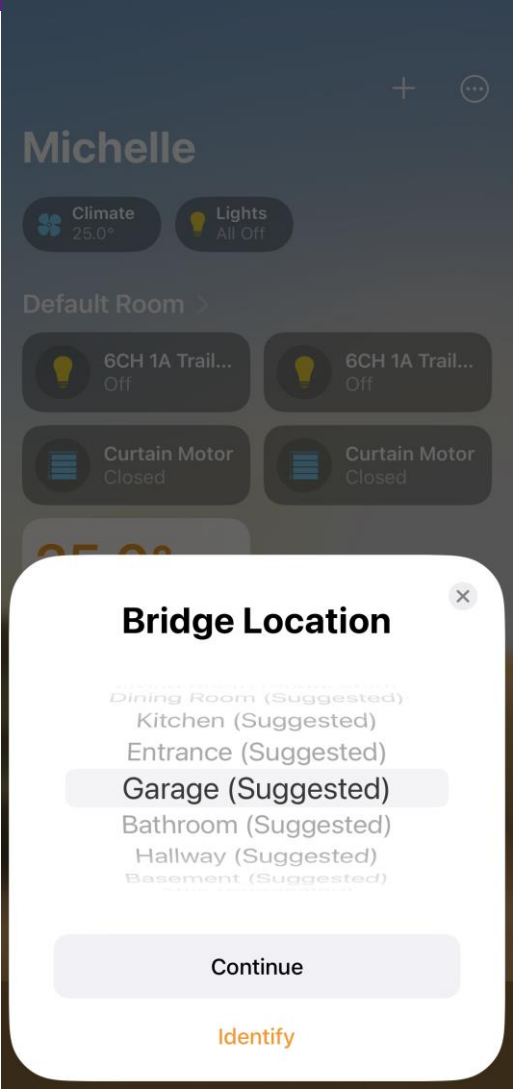 Michelle
Climate
25.0°
Lights
All Off
Default Room >
6CH 1A Trail...
Off
6CH 1A Trail...
Off
Curtain Motor
Closed
Curtain Motor
Closed
Bridge Location
Dining Room (Suggested)
Kitchen (Suggested)
Entrance (Suggested)
Garage (Suggested)
Bathroom (Suggested)
Hallway (Suggested)
Basement (Suggested)
Continue
Identify